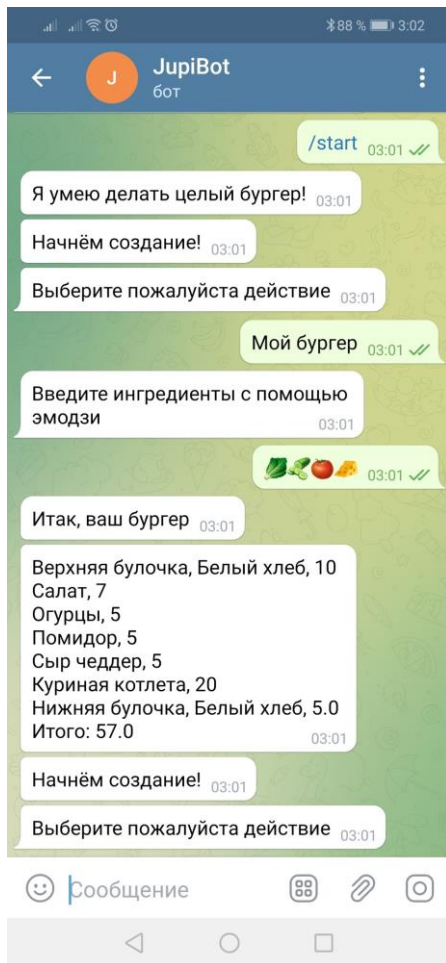 88 % 3:02
J
JupiBot
бот
/start 03:01
Я умею делать целый бургер! 03:01
Начнём создание! 03:01
Выберите пожалуйста действие 03:01
Мой бургер 03:01
Введите ингредиенты с помощью
эмодзи 03:01
🥬🥒🍅🧀 03:01
Итак, ваш бургер 03:01
Верхняя булочка, Белый хлеб, 10
Салат, 7
Огурцы, 5
Помидор, 5
Сыр чеддер, 5
Куриная котлета, 20
Нижняя булочка, Белый хлеб, 5.0
Итого: 57.0 03:01
Начнём создание! 03:01
Выберите пожалуйста действие 03:01
Сообщение